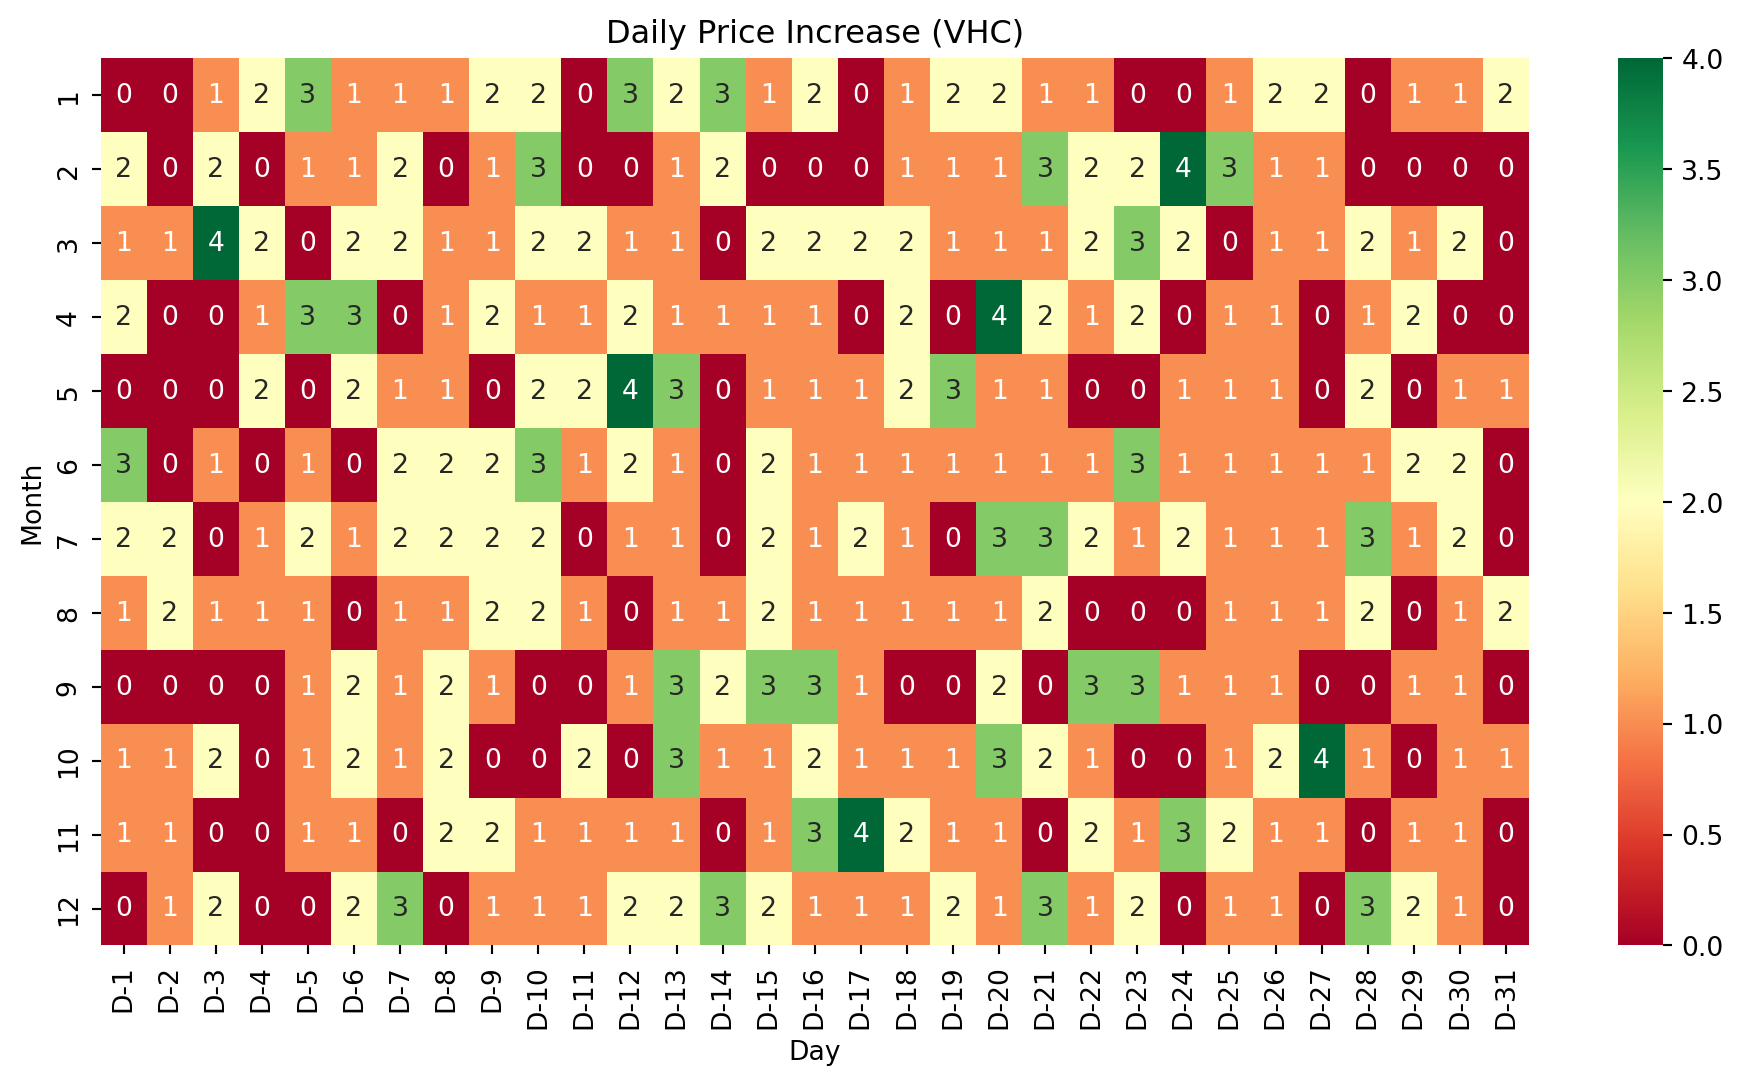 Daily Price Increase (VHC)
1 0 0 1 2 3 1 1 1 2 2 0 3 2 3 1 2 0 1 2 2 1 1 0 0 1 2 2 0 1 1 2
2 2 0 2 0 1 1 2 0 1 3 0 0 1 2 0 0 0 1 1 1 3 2 2 4 3 1 1 0 0 0 0
3 1 1 4 2 0 2 2 1 1 2 2 1 1 0 2 2 2 2 1 1 1 2 3 2 0 1 1 2 1 2 0
4 2 0 0 1 3 3 0 1 2 1 1 2 1 1 1 1 0 2 0 4 2 1 2 0 1 1 0 1 2 0 0
5 0 0 0 2 0 2 1 1 0 2 2 4 3 0 1 1 1 2 3 1 1 0 0 1 1 1 0 2 0 1 1
6 3 0 1 0 1 0 2 2 2 3 1 2 1 0 2 1 1 1 1 1 1 1 3 1 1 1 1 1 2 2 0
7 2 2 0 1 2 1 2 2 2 2 0 1 1 0 2 1 2 1 0 3 3 2 1 2 1 1 1 3 1 2 0
8 1 2 1 1 1 0 1 1 2 2 1 0 1 1 2 1 1 1 1 1 2 0 0 0 1 1 1 2 0 1 2
9 0 0 0 0 1 2 1 2 1 0 0 1 3 2 3 3 1 0 0 2 0 3 3 1 1 1 0 0 1 1 0
10 1 1 2 0 1 2 1 2 0 0 2 0 3 1 1 2 1 1 1 3 2 1 0 0 1 2 4 1 0 1 1
11 1 1 0 0 1 1 0 2 2 1 1 1 1 0 1 3 4 2 1 1 0 2 1 3 2 1 1 0 1 1 0
12 0 1 2 0 0 2 3 0 1 1 1 2 2 3 2 1 1 1 2 1 3 1 2 0 1 1 0 3 2 1 0
Month
D-1 D-2 D-3 D-4 D-5 D-6 D-7 D-8 D-9 D-10 D-11 D-12 D-13 D-14 D-15 D-16 D-17 D-18 D-19 D-20 D-21 D-22 D-23 D-24 D-25 D-26 D-27 D-28 D-29 D-30 D-31
Day
4.0
3.5
3.0
2.5
2.0
1.5
1.0
0.5
0.0